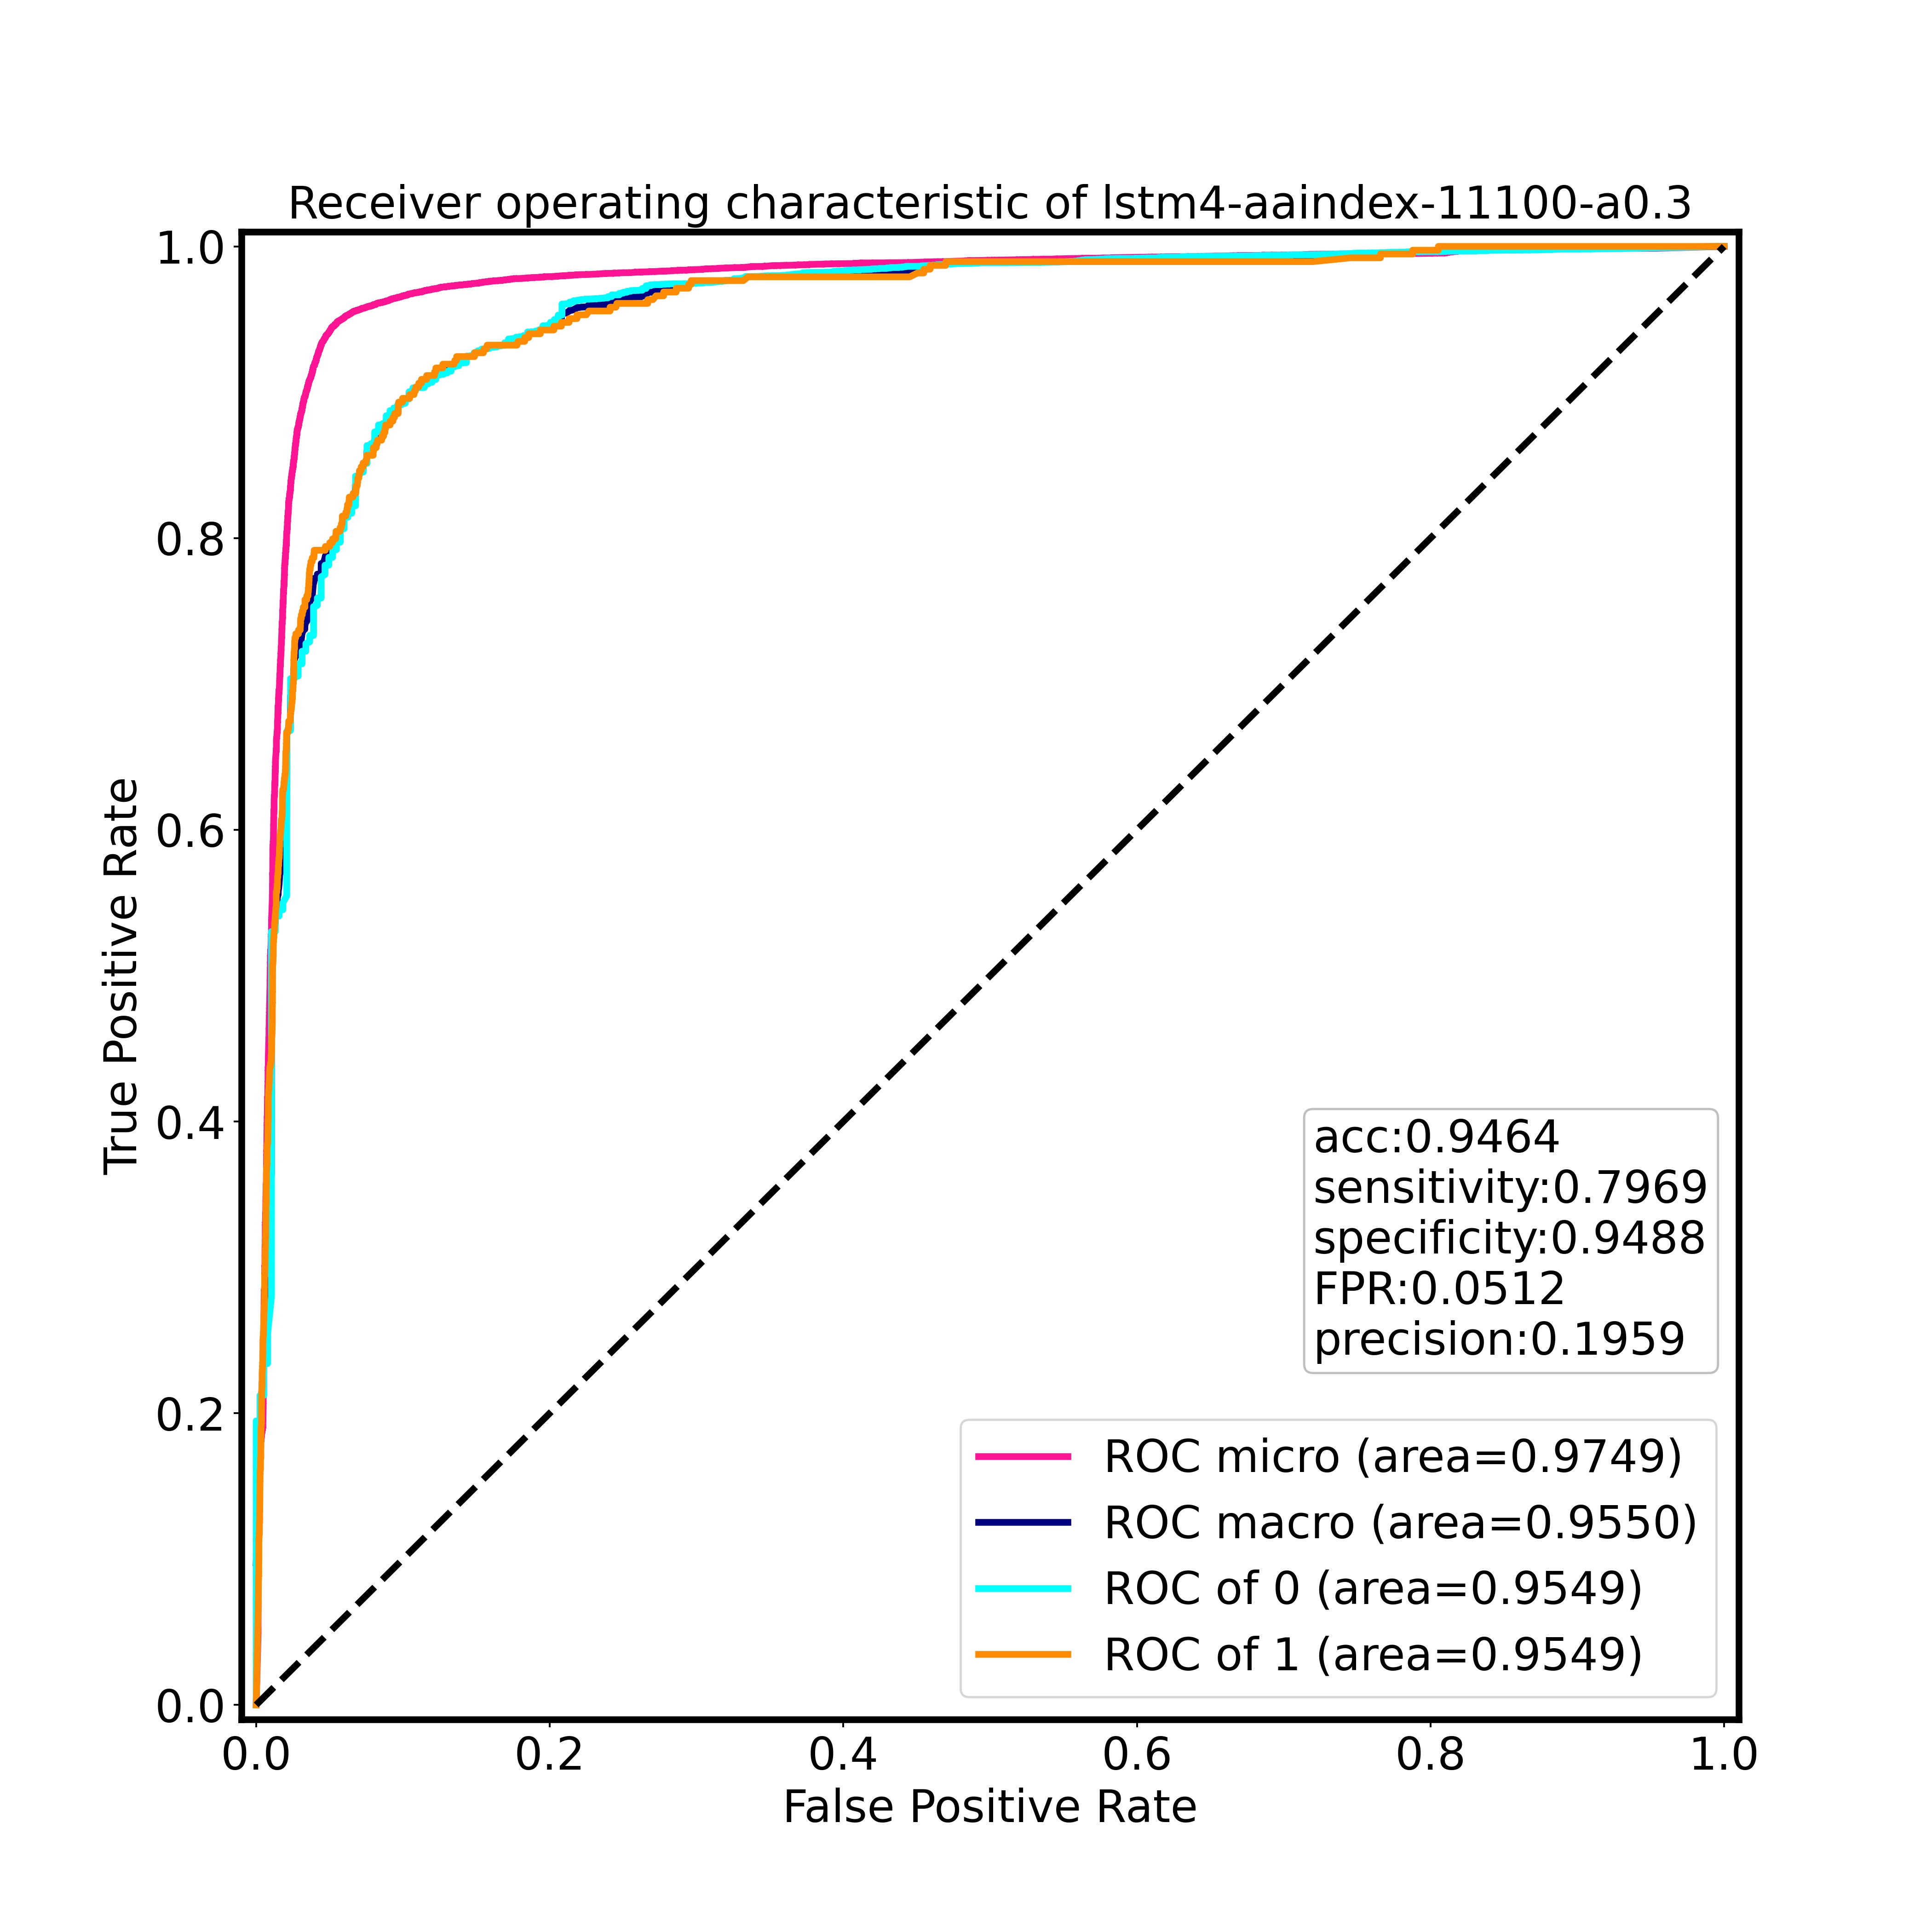 Receiver operating characteristic of lstm4-aaindex-11100-a0.3
1.0
0.8
0.6
0.4
0.2
0.0
True Positive Rate
acc:0.9464
sensitivity:0.7969
specificity:0.9488
FPR:0.0512
precision:0.1959
ROC micro (area=0.9749)
ROC macro (area=0.9550)
ROC of 0 (area=0.9549)
ROC of 1 (area=0.9549)
0.0 0.2 0.4 0.6 0.8 1.0
False Positive Rate